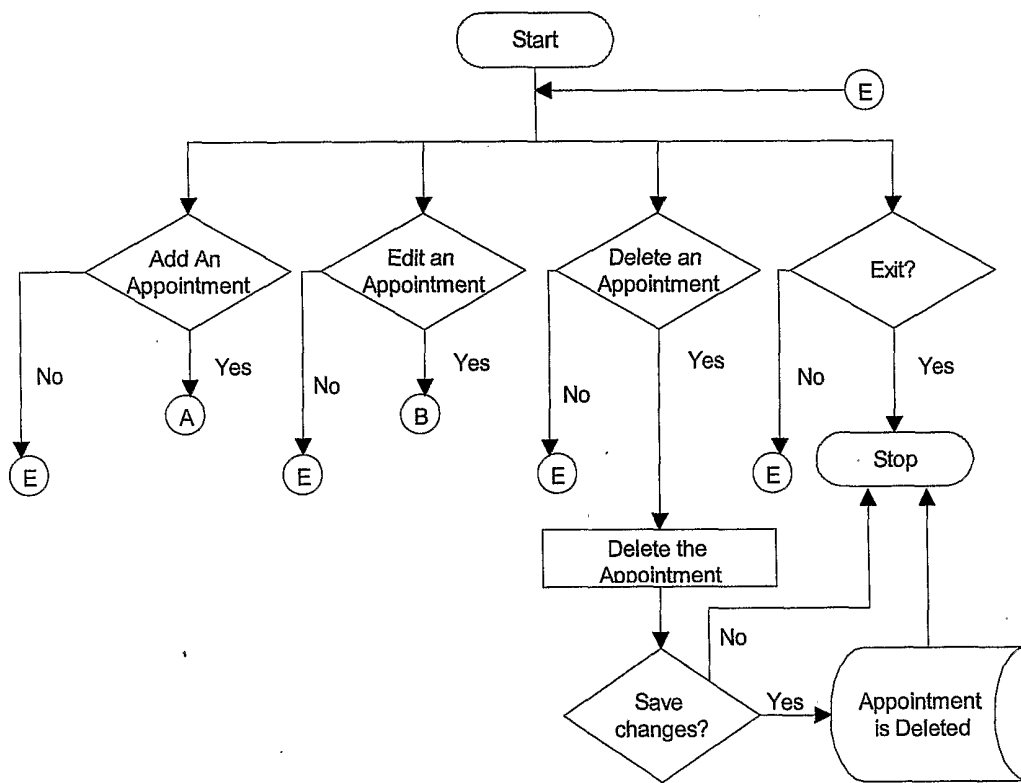 Start
E
Add An
Appointment
Edit an
Appointment
Delete an
Appointment
Exit?
No
Yes
No
Yes
No
Yes
No
Yes
A
B
E
E
E
E
Stop
Delete the
Appointment
No
Save
changes?
Yes
Appointment
is Deleted